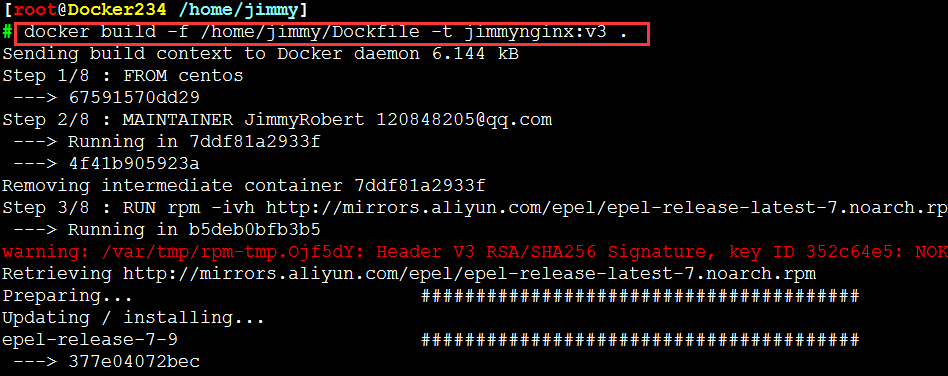 [root@Docker234 /home/jimmy]
# docker build -f /home/jimmy/Dockfile -t jimmynginx:v3 .
Sending build context to Docker daemon 6.144 kB
Step 1/8 : FROM centos
---> 67591570dd29
Step 2/8 : MAINTAINER JimmyRobert 120848205@qq.com
---> Running in 7ddf81a2933f
---> 4f41b905923a
Removing intermediate container 7ddf81a2933f
Step 3/8 : RUN rpm -ivh http://mirrors.aliyun.com/epel/epel-release-latest-7.noarch.rp
---> Running in b5deb0bfb3b5
warning: /var/tmp/rpm-tmp.Ojf5dY: Header V3 RSA/SHA256 Signature, key ID 352c64e5: NOK
Retrieving http://mirrors.aliyun.com/epel/epel-release-latest-7.noarch.rpm
Preparing... ########################################
Updating / installing...
epel-release-7-9 ########################################
---> 377e04072bec